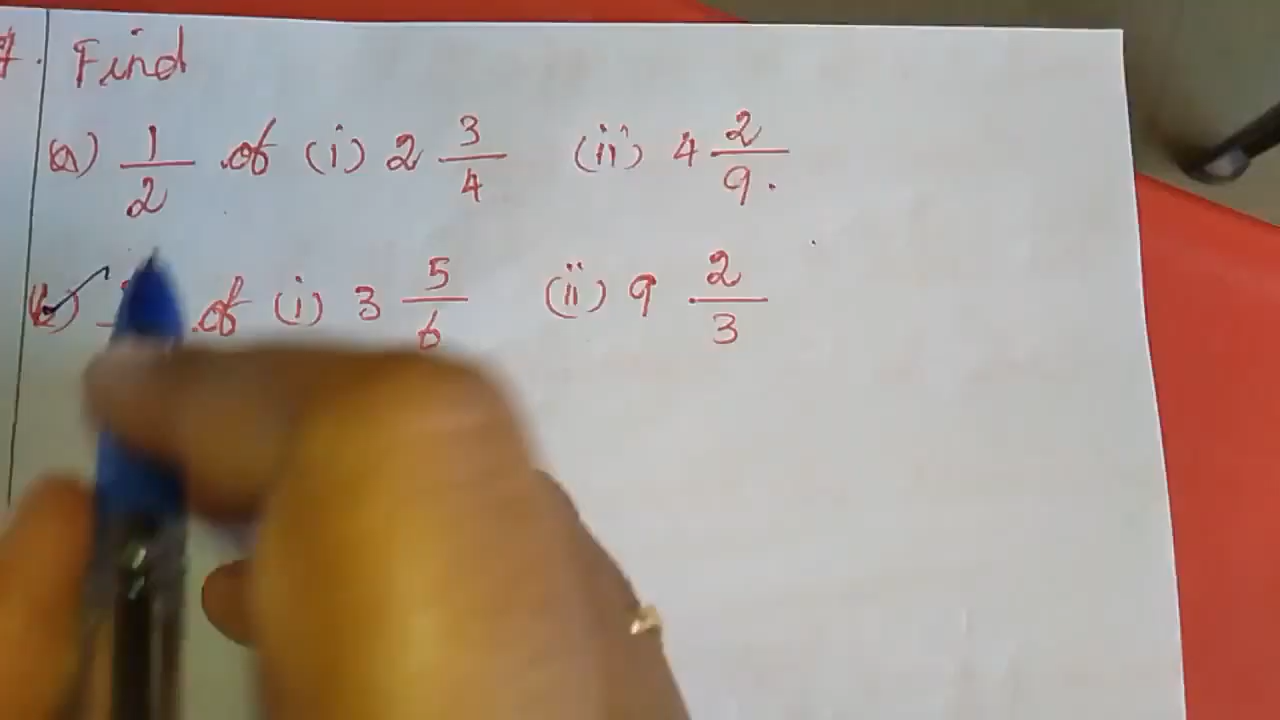 7. Find
(a) 1/2 of (i) 2 3/4 (ii) 4 2/9.
(b) of (i) 3 5/6 (ii) 9 2/3